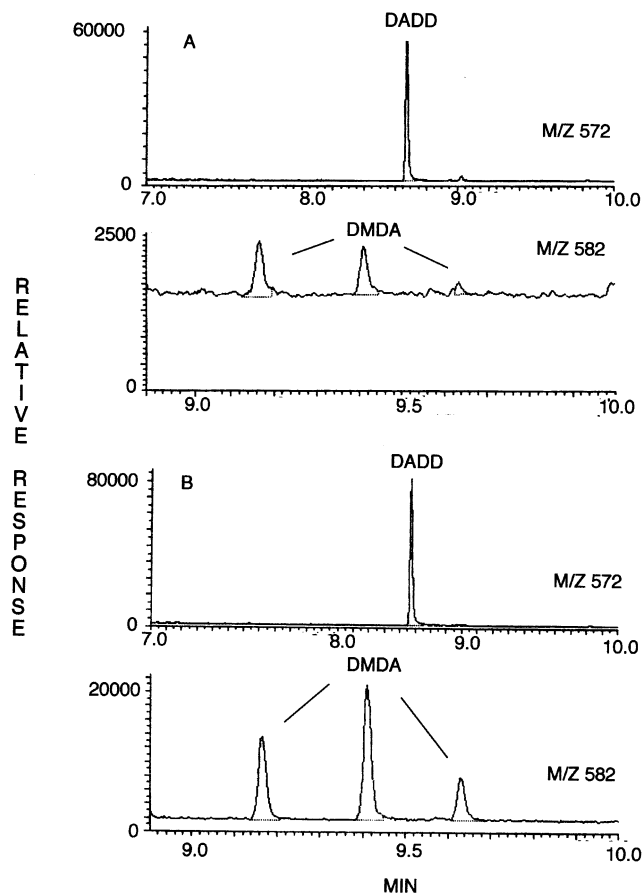 DADD
60000
A
M/Z 572
0
7.0 8.0 9.0 10.0
DMDA
2500
M/Z 582
0
9.0 9.5 10.0
RELATIVE RESPONSE
DADD
80000
B
M/Z 572
0
7.0 8.0 9.0 10.0
DMDA
20000
M/Z 582
0
9.0 9.5 10.0
MIN